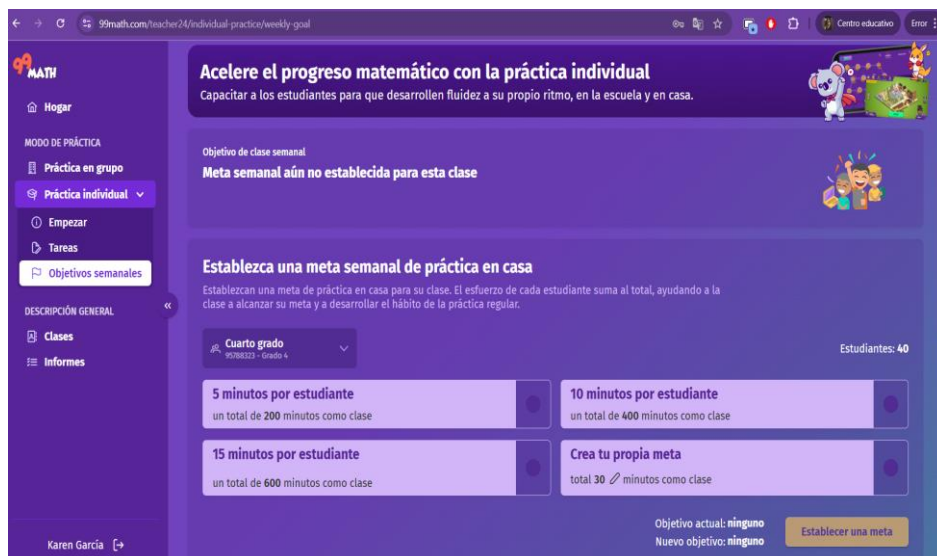 99math.com/teacher24/individual-practice/weekly-goal
Centro educativo
Error
99MATH
Hogar
MODO DE PRÁCTICA
Práctica en grupo
Práctica individual
Empezar
Tareas
Objetivos semanales
DESCRIPCIÓN GENERAL
Clases
Informes
Karen García
Acelere el progreso matemático con la práctica individual
Capacitar a los estudiantes para que desarrollen fluidez a su propio ritmo, en la escuela y en casa.
Objetivo de clase semanal
Meta semanal aún no establecida para esta clase
Establezca una meta semanal de práctica en casa
Establezcan una meta de práctica en casa para su clase. El esfuerzo de cada estudiante suma al total, ayudando a la
clase a alcanzar su meta y a desarrollar el hábito de la práctica regular.
Cuarto grado
95788323 - Grado 4
Estudiantes: 40
5 minutos por estudiante
un total de 200 minutos como clase
10 minutos por estudiante
un total de 400 minutos como clase
15 minutos por estudiante
un total de 600 minutos como clase
Crea tu propia meta
total 30 minutos como clase
Objetivo actual: ninguno
Nuevo objetivo: ninguno
Establecer una meta